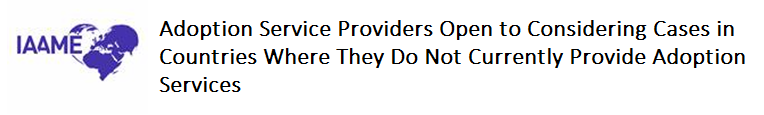 IAAME
Adoption Service Providers Open to Considering Cases in
Countries Where They Do Not Currently Provide Adoption
Services